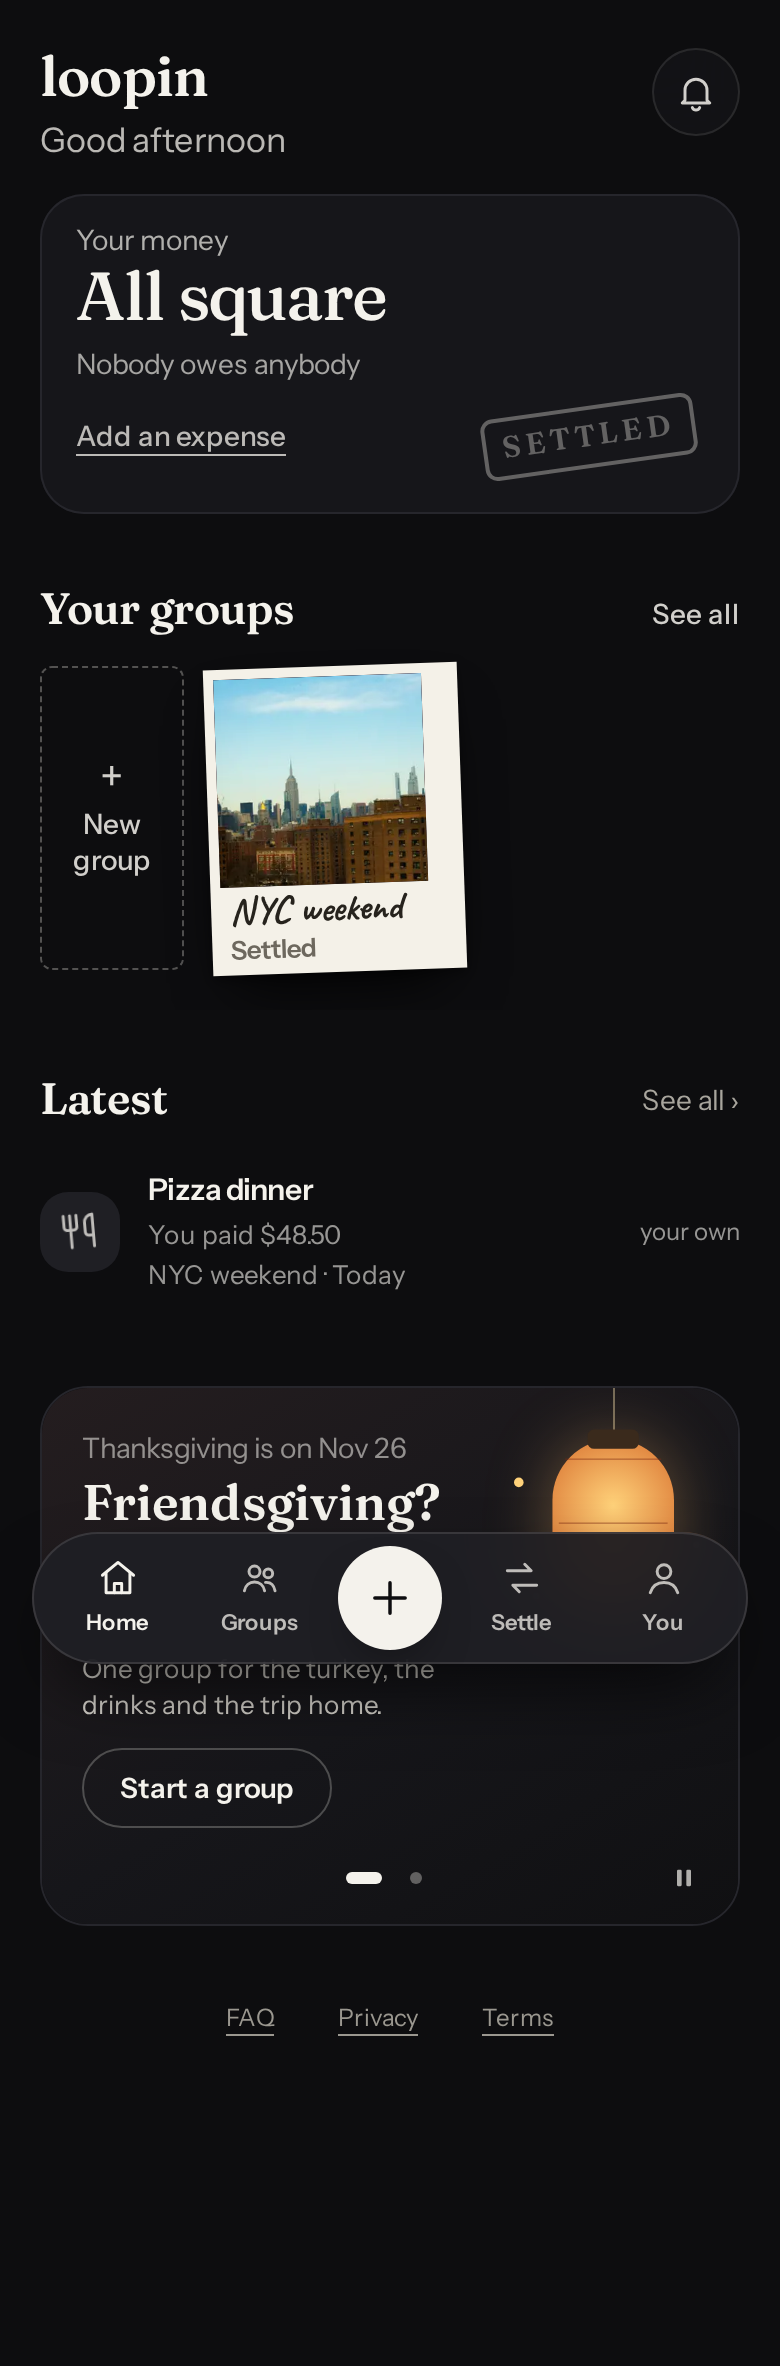 loopin
Good afternoon
Your money
All square
Nobody owes anybody
Add an expense
SETTLED
Your groups
See all
+
New
group
NYC weekend
Settled
Latest
See all ›
Pizza dinner
You paid $48.50
your own
NYC weekend · Today
Thanksgiving is on Nov 26
Friendsgiving?
Home
Groups
Settle
You
One group for the turkey, the
drinks and the trip home.
Start a group
FAQ
Privacy
Terms